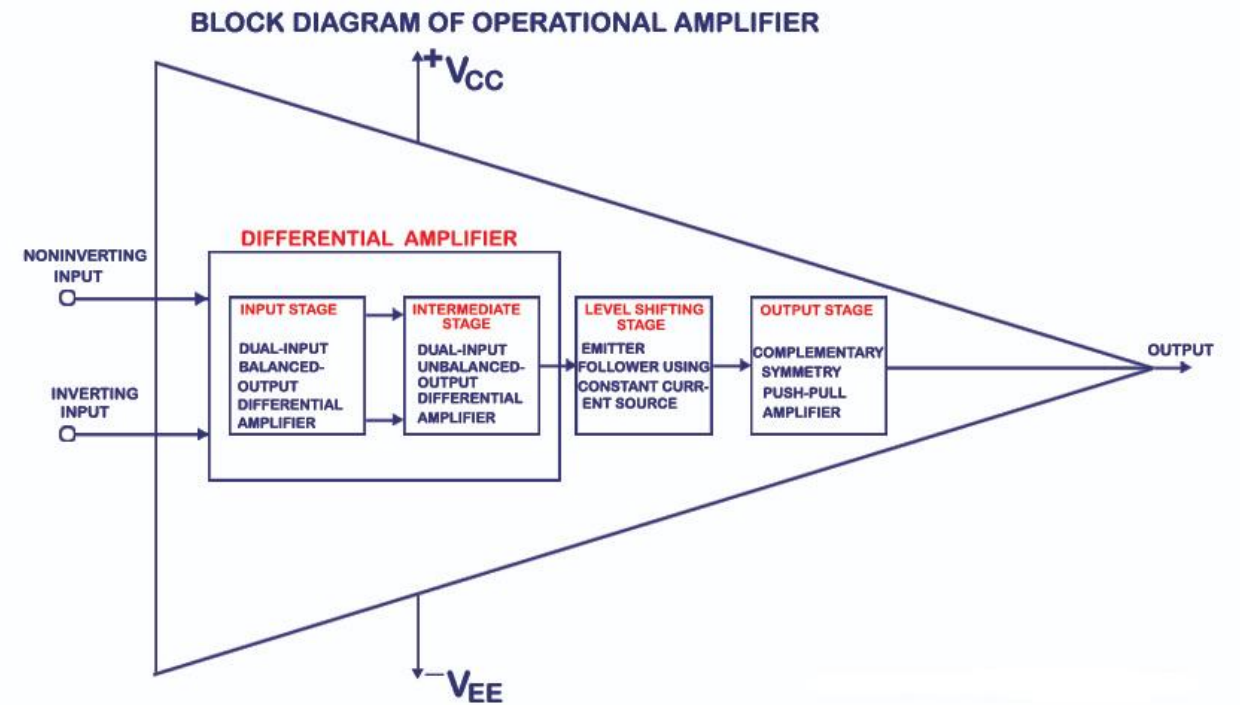 BLOCK DIAGRAM OF OPERATIONAL AMPLIFIER
+VCC
DIFFERENTIAL AMPLIFIER
NONINVERTING
INPUT
INVERTING
INPUT
INPUT STAGE
DUAL-INPUT
BALANCED-
OUTPUT
DIFFERENTIAL
AMPLIFIER
INTERMEDIATE
STAGE
DUAL-INPUT
UNBALANCED-
OUTPUT
DIFFERENTIAL
AMPLIFIER
LEVEL SHIFTING
STAGE
EMITTER
FOLLOWER USING
CONSTANT CURR-
ENT SOURCE
OUTPUT STAGE
COMPLEMENTARY
SYMMETRY
PUSH-PULL
AMPLIFIER
OUTPUT
−VEE